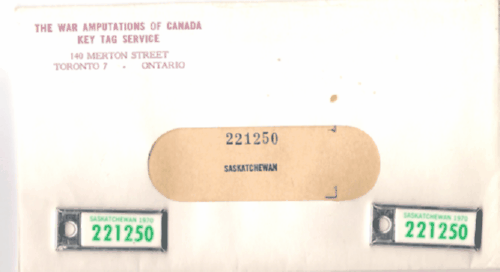 THE WAR AMPUTATIONS OF CANADA
KEY TAG SERVICE
140 MERTON STREET
TORONTO 7 - ONTARIO
221250
SASKATCHEWAN
SASKATCHEWAN 1970
221250
SASKATCHEWAN 1970
221250